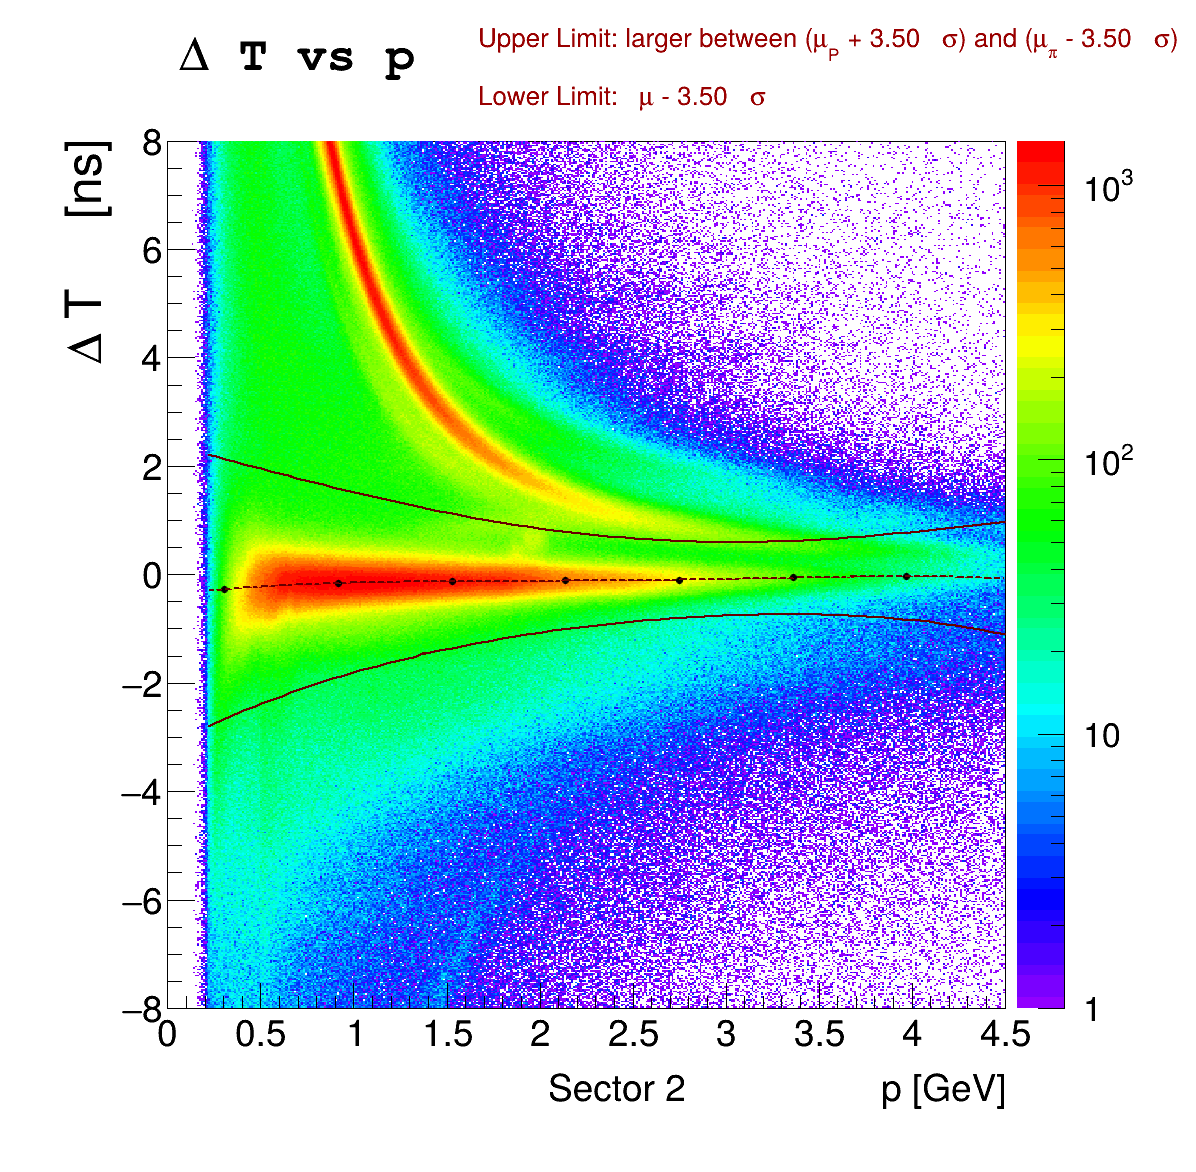 Δ T vs p
Upper Limit: larger between (μP + 3.50 σ) and (μπ - 3.50 σ)
Lower Limit: μ - 3.50 σ
Δ T [ns]
8
6
4
2
0
−2
−4
−6
−8
0 0.5 1 1.5 2 2.5 3 3.5 4 4.5
10³
10²
10
1
Sector 2
p [GeV]